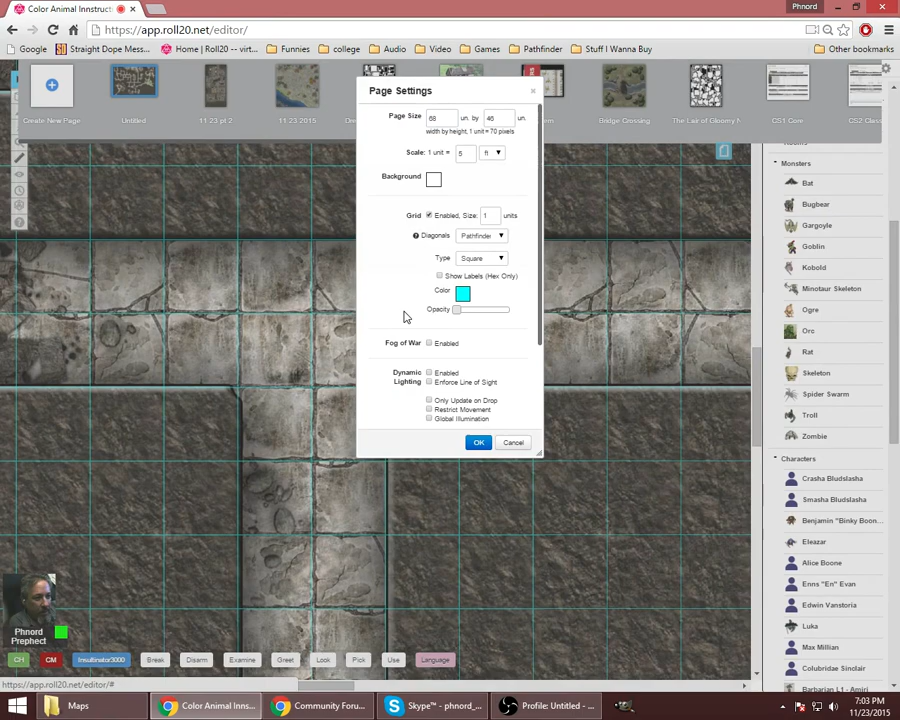 Color Animal Innstruct
Phnord
https://app.roll20.net/editor/
Google
Straight Dope Mess...
Home | Roll20 -- virt...
Funnies
college
Audio
Video
Games
Pathfinder
Stuff I Wanna Buy
Other bookmarks
Create New Page
Untitled
11 23 pt 2
11 23 2015
Bridge Crossing
The Lair of Gloomy N
CS1 Core
CS2 Clas
Page Settings
×
Page Size 68 un. by 46 un.
width by height, 1 unit = 70 pixels
Scale: 1 unit = 5 ft
Background
Grid Enabled, Size: 1 units
Diagonals Pathfinder
Type Square
Show Labels (Hex Only)
Color
Opacity
Fog of War Enabled
Dynamic Lighting Enabled
Enforce Line of Sight
Only Update on Drop
Restrict Movement
Global Illumination
OK Cancel
Monsters
Bat
Bugbear
Gargoyle
Goblin
Kobold
Minotaur Skeleton
Ogre
Orc
Rat
Skeleton
Spider Swarm
Troll
Zombie
Characters
Crasha Bludslasha
Smasha Bludslasha
Benjamin "Binky Boon...
Eleazar
Alice Boone
Enns "En" Evan
Edwin Vanstoria
Luka
Max Millian
Colubridae Sinclair
Barbarian L1 - Amiri
Phnord
Prephect
CH CM Insultinator3000 Break Disarm Examine Greet Look Pick Use Language
https://app.roll20.net/editor/#
Maps
Color Animal Inns...
Community Foru...
Skype™ - phnord_...
Profile: Untitled - ...
7:03 PM
11/23/2015